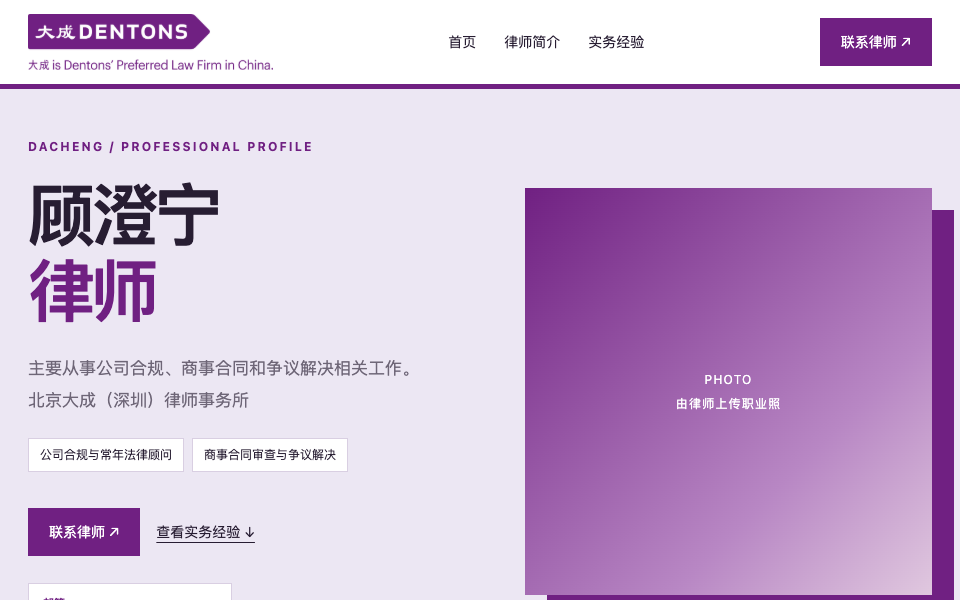 大成 DENTONS
大成 is Dentons' Preferred Law Firm in China.
首页 律师简介 实务经验
联系律师 ↗
DACHENG / PROFESSIONAL PROFILE
顾澄宁
律师
主要从事公司合规、商事合同和争议解决相关工作。
北京大成（深圳）律师事务所
公司合规与常年法律顾问 商事合同审查与争议解决
联系律师 ↗ 查看实务经验 ↓
PHOTO
由律师上传职业照